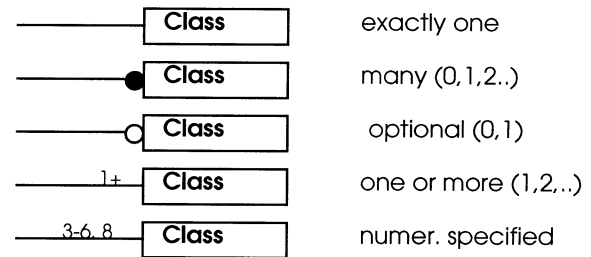 Class exactly one
Class many (0,1,2..)
Class optional (0,1)
1+ Class one or more (1,2,..)
3-6, 8 Class numer. specified